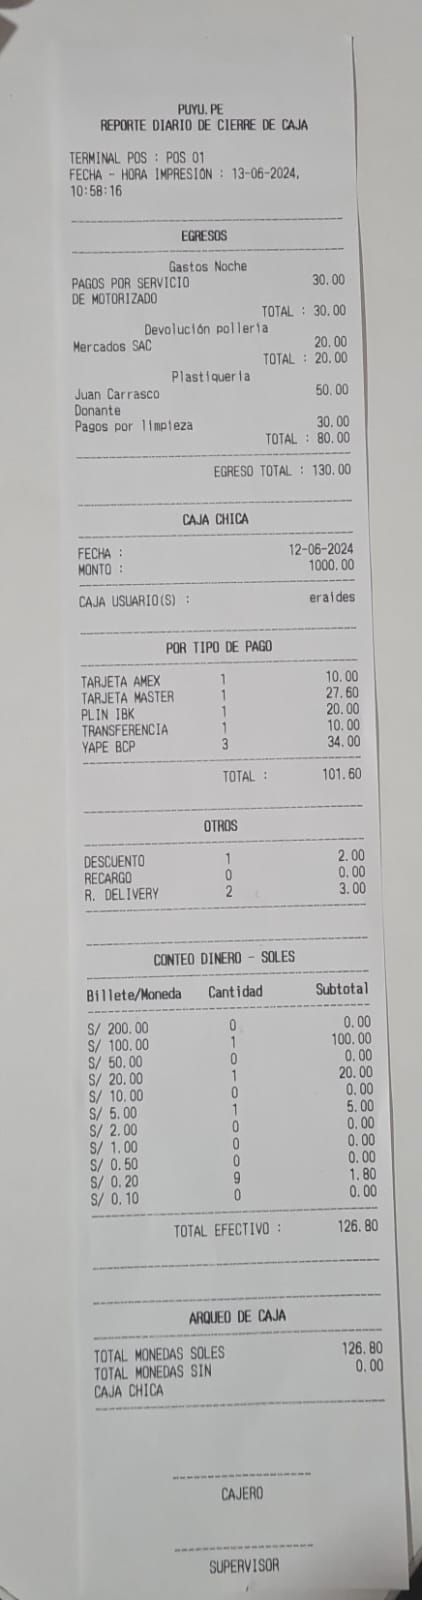 PUYU.PE
REPORTE DIARIO DE CIERRE DE CAJA
TERMINAL POS : POS 01
FECHA - HORA IMPRESIÓN : 13-06-2024,
10:58:16
EGRESOS
Gastos Noche
PAGOS POR SERVICIO 30.00
DE MOTORIZADO
TOTAL : 30.00
Devolución pollería
Mercados SAC 20.00
TOTAL : 20.00
Plastiquería
Juan Carrasco 50.00
Donante
Pagos por limpieza 30.00
TOTAL : 80.00
EGRESO TOTAL : 130.00
CAJA CHICA
FECHA : 12-06-2024
MONTO : 1000.00
CAJA USUARIO(S) : eraldes
POR TIPO DE PAGO
TARJETA AMEX 1 10.00
TARJETA MASTER 1 27.60
PLIN IBK 1 20.00
TRANSFERENCIA 1 10.00
YAPE BCP 3 34.00
TOTAL : 101.60
OTROS
DESCUENTO 1 2.00
RECARGO 0 0.00
R. DELIVERY 2 3.00
CONTEO DINERO - SOLES
Billete/Moneda Cantidad Subtotal
S/ 200.00 0 0.00
S/ 100.00 1 100.00
S/ 50.00 0 0.00
S/ 20.00 1 20.00
S/ 10.00 0 0.00
S/ 5.00 1 5.00
S/ 2.00 0 0.00
S/ 1.00 0 0.00
S/ 0.50 0 0.00
S/ 0.20 9 1.80
S/ 0.10 0 0.00
TOTAL EFECTIVO : 126.80
ARQUEO DE CAJA
TOTAL MONEDAS SOLES 126.80
TOTAL MONEDAS SIN 0.00
CAJA CHICA
CAJERO
SUPERVISOR